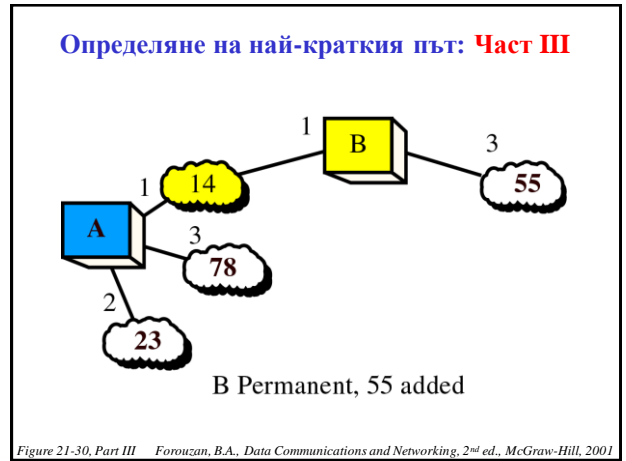 Определяне на най-краткия път: Част III
1
B
3
14
55
1
A
3
78
2
23
B Permanent, 55 added
Figure 21-30, Part III Forouzan, B.A., Data Communications and Networking, 2nd ed., McGraw-Hill, 2001